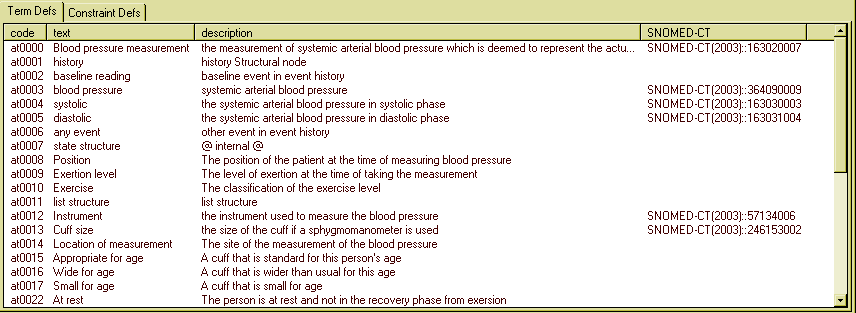 Term Defs Constraint Defs
code text description SNOMED-CT
at0000 Blood pressure measurement the measurement of systemic arterial blood pressure which is deemed to represent the actu... SNOMED-CT(2003)::163020007
at0001 history history Structural node
at0002 baseline reading baseline event in event history
at0003 blood pressure systemic arterial blood pressure SNOMED-CT(2003)::364090009
at0004 systolic the systemic arterial blood pressure in systolic phase SNOMED-CT(2003)::163030003
at0005 diastolic the systemic arterial blood pressure in diastolic phase SNOMED-CT(2003)::163031004
at0006 any event other event in event history
at0007 state structure @ internal @
at0008 Position The position of the patient at the time of measuring blood pressure
at0009 Exertion level The level of exertion at the time of taking the measurement
at0010 Exercise The classification of the exercise level
at0011 list structure list structure
at0012 Instrument the instrument used to measure the blood pressure SNOMED-CT(2003)::57134006
at0013 Cuff size the size of the cuff if a sphygmomanometer is used SNOMED-CT(2003)::246153002
at0014 Location of measurement The site of the measurement of the blood pressure
at0015 Appropriate for age A cuff that is standard for this person's age
at0016 Wide for age A cuff that is wider than usual for this age
at0017 Small for age A cuff that is small for age
at0022 At rest The person is at rest and not in the recovery phase from exersion